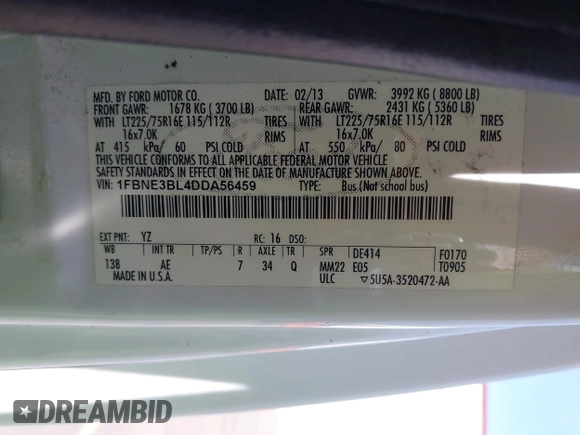 MFD. BY FORD MOTOR CO. 02/13 GVWR: 3992 KG (8800 LB)
FRONT GAWR: 1678 KG (3700 LB) REAR GAWR: 2431 KG (5360 LB)
WITH LT225/75R16E 115/112R TIRES WITH LT225/75R16E 115/112R TIRES
16x7.0K RIMS 16x7.0K RIMS
AT 415 kPa/ 60 PSI COLD AT 550 kPa/ 80 PSI COLD
THIS VEHICLE CONFORMS TO ALL APPLICABLE FEDERAL MOTOR VEHICLE
SAFETY STANDARDS IN EFFECT ON THE DATE OF MANUFACTURE SHOWN ABOVE.
VIN: 1FBNE3BL4DDA56459 TYPE: Bus (Not school)
EXT PNT: YZ RC: 16 DSO:
WB INT TR TP/PS R AXLE TR SPR DE414 F0170
138 AE 7 34 Q MM22 E05 T0905
MADE IN U.S.A. ULC ▽5U5A-3520472-AA
DREAMBID